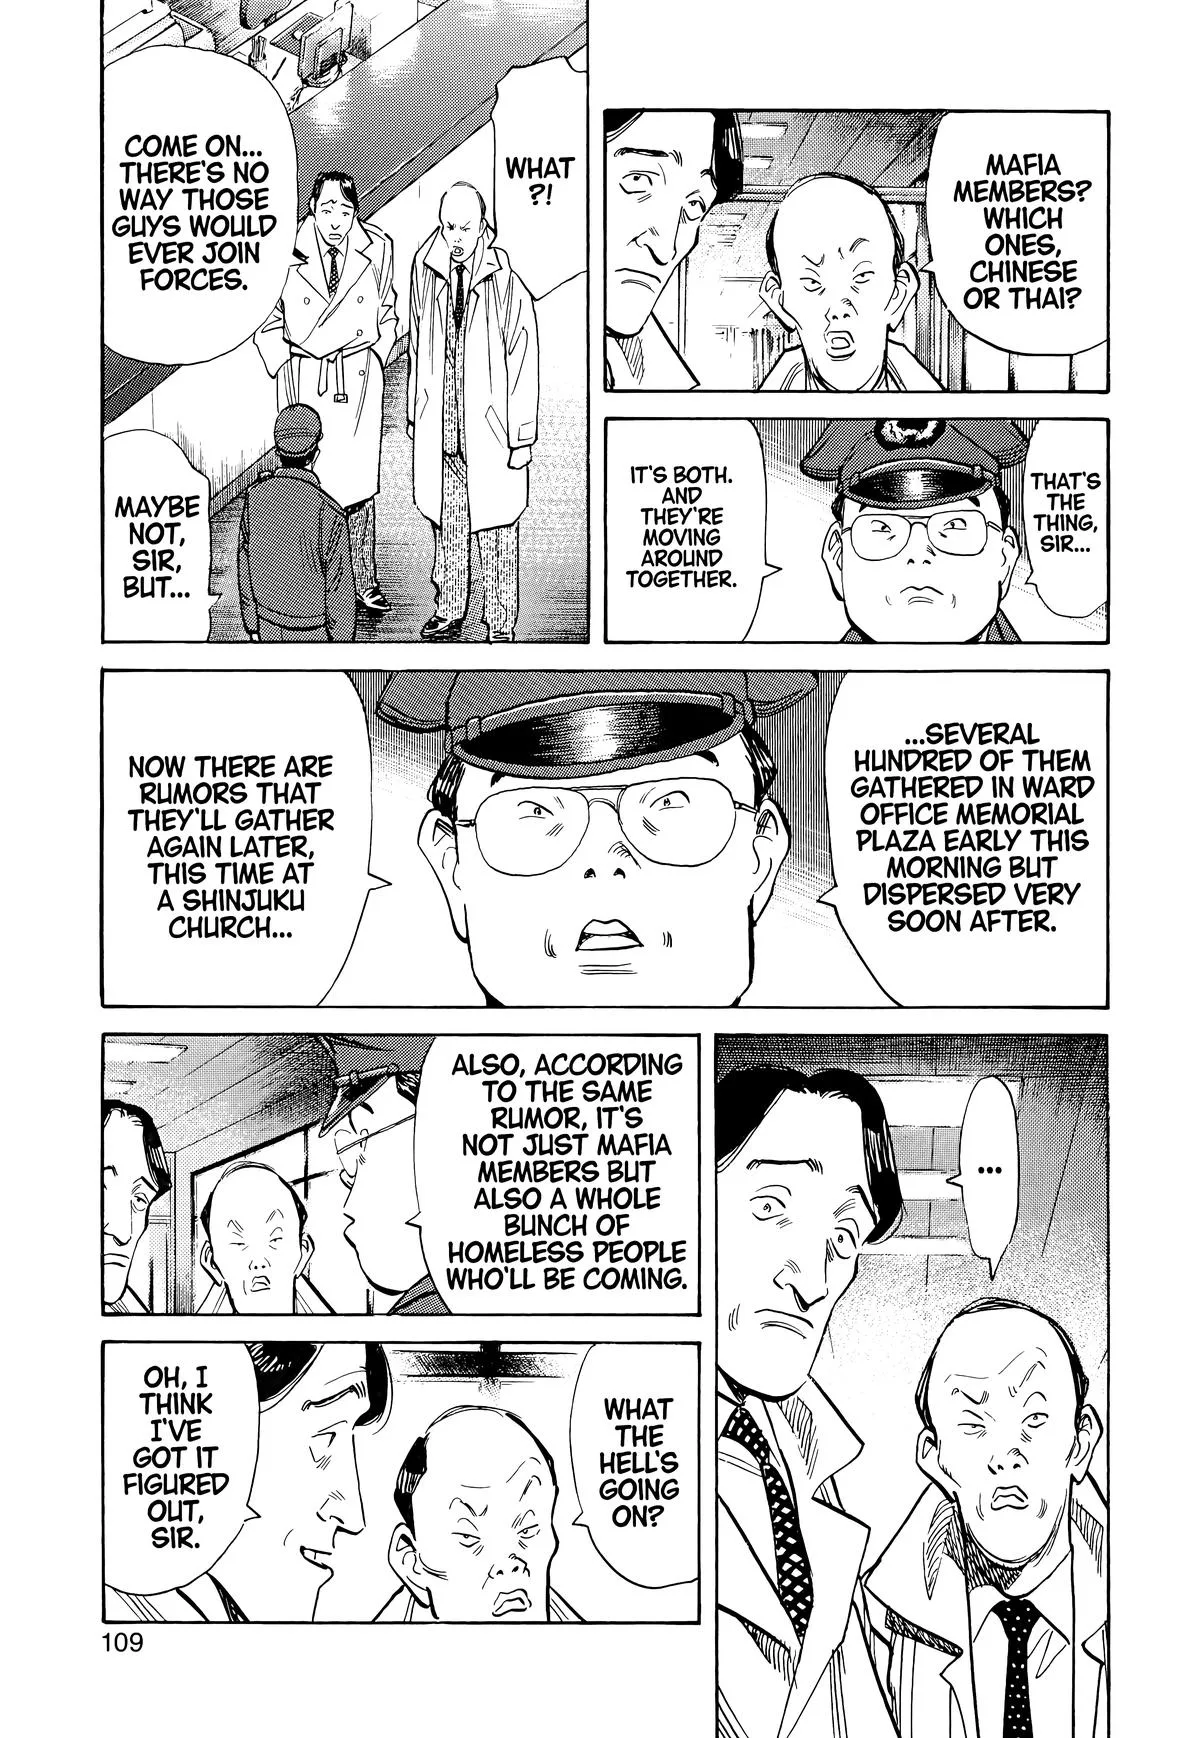 MAFIA
MEMBERS?
WHICH
ONES,
CHINESE
OR THAI?
THAT'S
THE
THING,
SIR...
IT'S BOTH.
AND
THEY'RE
MOVING
AROUND
TOGETHER.
WHAT
?!
COME ON...
THERE'S NO
WAY THOSE
GUYS WOULD
EVER JOIN
FORCES.
MAYBE
NOT,
SIR,
BUT...
...SEVERAL
HUNDRED OF THEM
GATHERED IN WARD
OFFICE MEMORIAL
PLAZA EARLY THIS
MORNING BUT
DISPERSED VERY
SOON AFTER.
NOW THERE ARE
RUMORS THAT
THEY'LL GATHER
AGAIN LATER,
THIS TIME AT
A SHINJUKU
CHURCH...
...
ALSO, ACCORDING
TO THE SAME
RUMOR, IT'S
NOT JUST MAFIA
MEMBERS BUT
ALSO A WHOLE
BUNCH OF
HOMELESS PEOPLE
WHO'LL BE COMING.
WHAT
THE
HELL'S
GOING
ON?
OH, I
THINK
I'VE
GOT IT
FIGURED
OUT,
SIR.
109